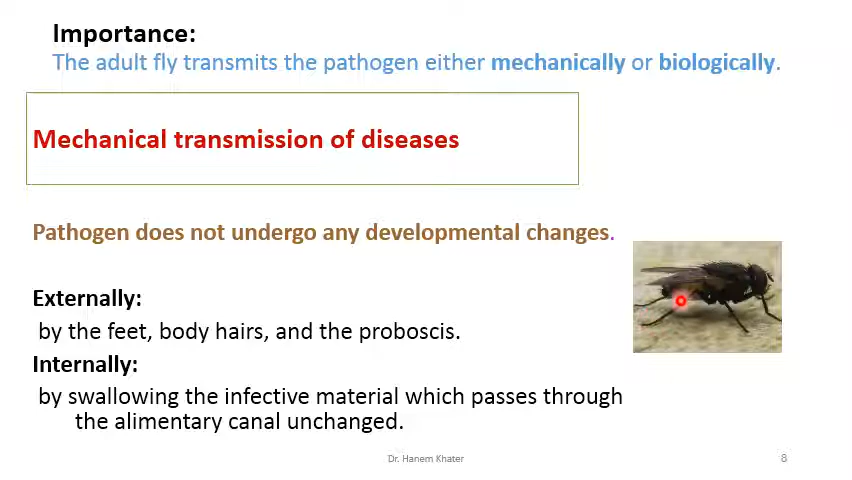 Importance:
The adult fly transmits the pathogen either mechanically or biologically.
Mechanical transmission of diseases
Pathogen does not undergo any developmental changes.
Externally:
by the feet, body hairs, and the proboscis.
Internally:
by swallowing the infective material which passes through
the alimentary canal unchanged.
Dr. Hanem Khater
8